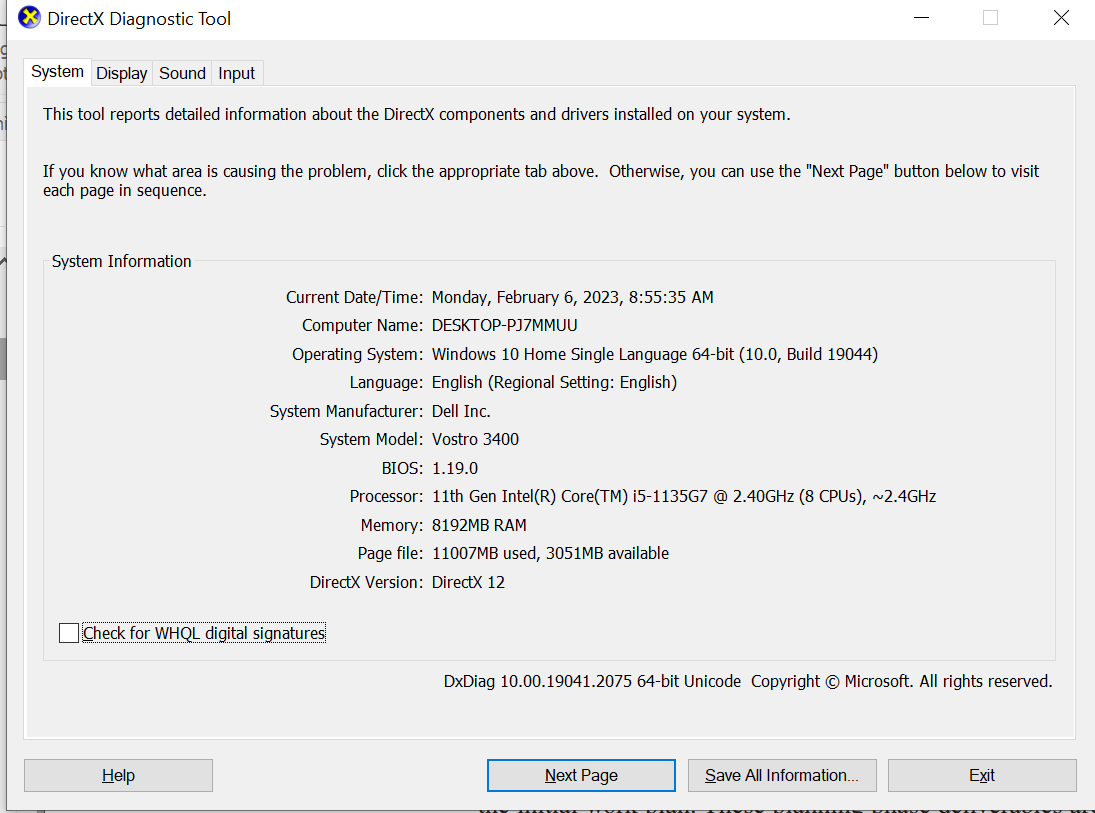 DirectX Diagnostic Tool
System Display Sound Input
This tool reports detailed information about the DirectX components and drivers installed on your system.
If you know what area is causing the problem, click the appropriate tab above. Otherwise, you can use the "Next Page" button below to visit
each page in sequence.
System Information
Current Date/Time: Monday, February 6, 2023, 8:55:35 AM
Computer Name: DESKTOP-PJ7MMUU
Operating System: Windows 10 Home Single Language 64-bit (10.0, Build 19044)
Language: English (Regional Setting: English)
System Manufacturer: Dell Inc.
System Model: Vostro 3400
BIOS: 1.19.0
Processor: 11th Gen Intel(R) Core(TM) i5-1135G7 @ 2.40GHz (8 CPUs), ~2.4GHz
Memory: 8192MB RAM
Page file: 11007MB used, 3051MB available
DirectX Version: DirectX 12
Check for WHQL digital signatures
DxDiag 10.00.19041.2075 64-bit Unicode Copyright © Microsoft. All rights reserved.
Help Next Page Save All Information... Exit